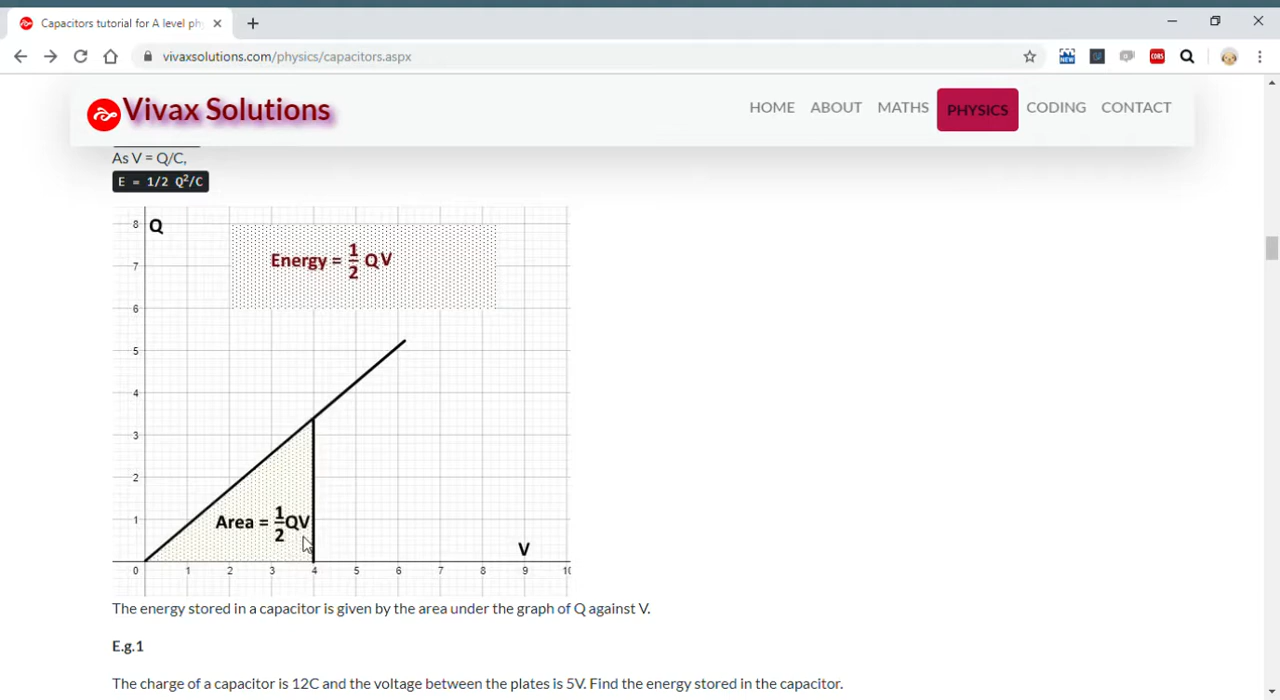 Capacitors tutorial for A level ph
vivaxsolutions.com/physics/capacitors.aspx
NEW
CORS
Vivax Solutions
HOME ABOUT MATHS PHYSICS CODING CONTACT
As V = Q/C,
E = 1/2 Q²/C
8 Q
Energy = 1/2 QV
7
6
5
4
3
2
1
Area = 1/2 QV
V
0 1 2 3 4 5 6 7 8 9 10
The energy stored in a capacitor is given by the area under the graph of Q against V.
E.g.1
The charge of a capacitor is 12C and the voltage between the plates is 5V. Find the energy stored in the capacitor.